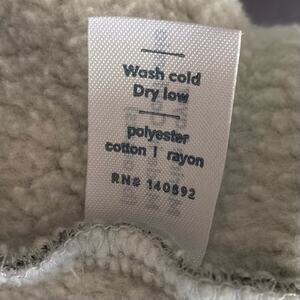 Wash cold
Dry low
polyester
cotton | rayon
RN# 140892